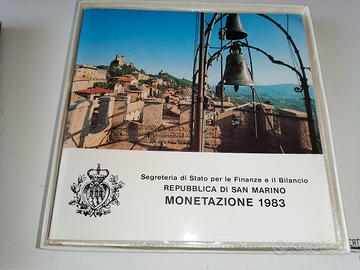 Segreteria di Stato per le Finanze e il Bilancio
REPUBBLICA DI SAN MARINO
MONETAZIONE 1983